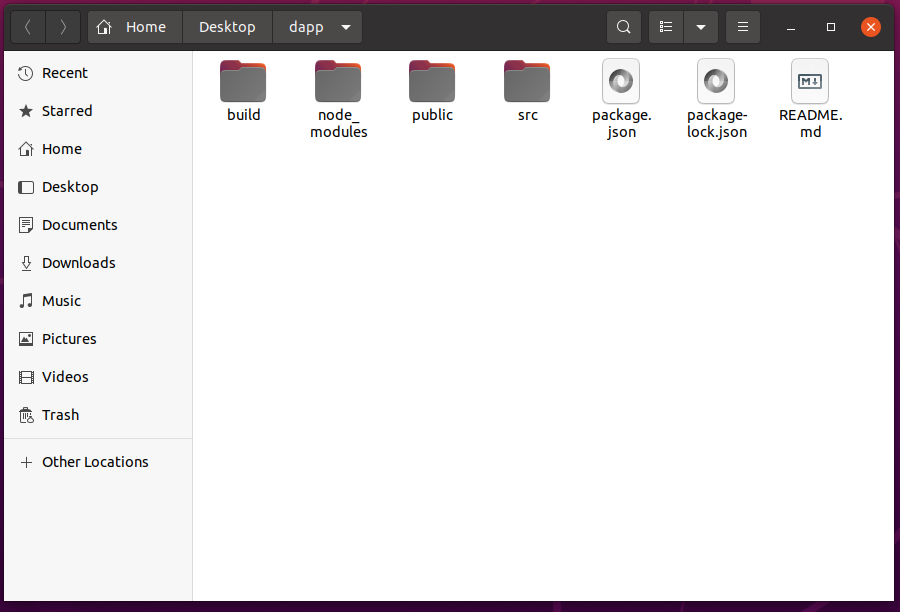 Home
Desktop
dapp
Recent
Starred
Home
Desktop
Documents
Downloads
Music
Pictures
Videos
Trash
Other Locations
build
node_
modules
public
src
package.
json
package-
lock.json
M
README.
md